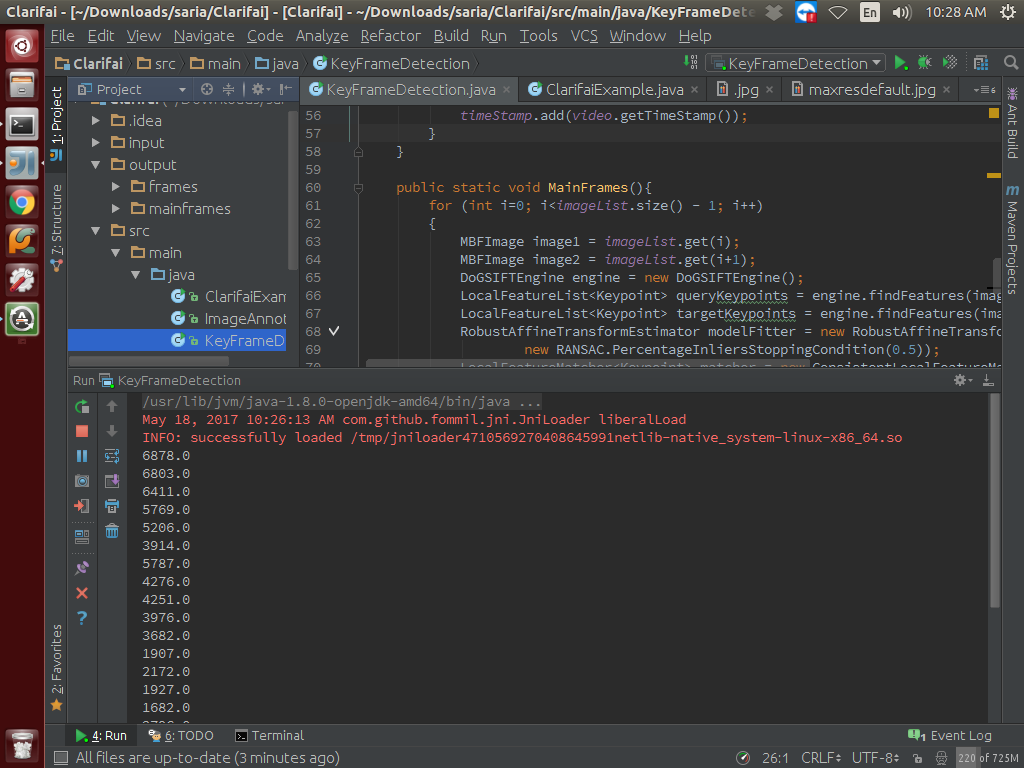 Clarifai - [~/Downloads/saria/Clarifai] - [Clarifai] - ~/Downloads/saria/Clarifai/src/main/java/KeyFrameDete
En
10:28 AM
File Edit View Navigate Code Analyze Refactor Build Run Tools VCS Window Help
Clarifai src main java KeyFrameDetection
KeyFrameDetection
1: Project
Z: Structure
2: Favorites
Project
.idea
input
output
frames
mainframes
src
main
java
ClarifaiExam
ImageAnnot
KeyFrameD
KeyFrameDetection.java ClarifaiExample.java .jpg maxresdefault.jpg
6
56 timeStamp.add(video.getTimeStamp());
57 }
58 }
59
60 public static void MainFrames(){
61 for (int i=0; i<imageList.size() - 1; i++)
62 {
63 MBFImage image1 = imageList.get(i);
64 MBFImage image2 = imageList.get(i+1);
65 DoGSIFTEngine engine = new DoGSIFTEngine();
66 LocalFeatureList<Keypoint> queryKeypoints = engine.findFeatures(imag
67 LocalFeatureList<Keypoint> targetKeypoints = engine.findFeatures(ima
68 RobustAffineTransformEstimator modelFitter = new RobustAffineTransfo
69 new RANSAC.PercentageInliersStoppingCondition(0.5));
Ant Build
Maven Projects
Run KeyFrameDetection
/usr/lib/jvm/java-1.8.0-openjdk-amd64/bin/java ...
May 18, 2017 10:26:13 AM com.github.fommil.jni.JniLoader liberalLoad
INFO: successfully loaded /tmp/jniloader4710569270408645991netlib-native_system-linux-x86_64.so
6878.0
6803.0
6411.0
5769.0
5206.0
3914.0
5787.0
4276.0
4251.0
3976.0
3682.0
1907.0
2172.0
1927.0
1682.0
4: Run 6: TODO Terminal Event Log
All files are up-to-date (3 minutes ago) 26:1 CRLF UTF-8 220 of 725M